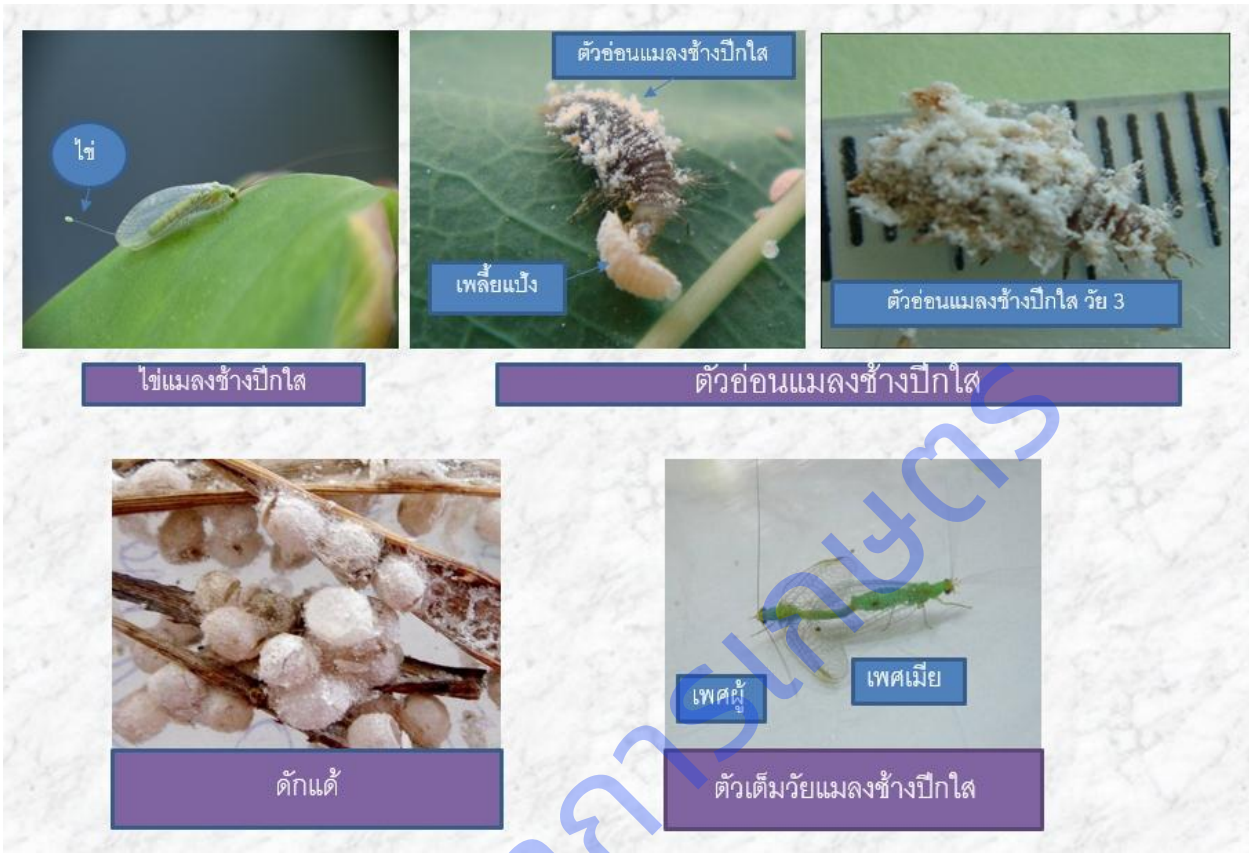 ไข่
ตัวอ่อนแมลงช้างปีกใส
เพลี้ยแป้ง
ตัวอ่อนแมลงช้างปีกใส วัย 3
ไข่แมลงช้างปีกใส
ตัวอ่อนแมลงช้างปีกใส
เพศผู้
เพศเมีย
ดักแด้
ตัวเต็มวัยแมลงช้างปีกใส